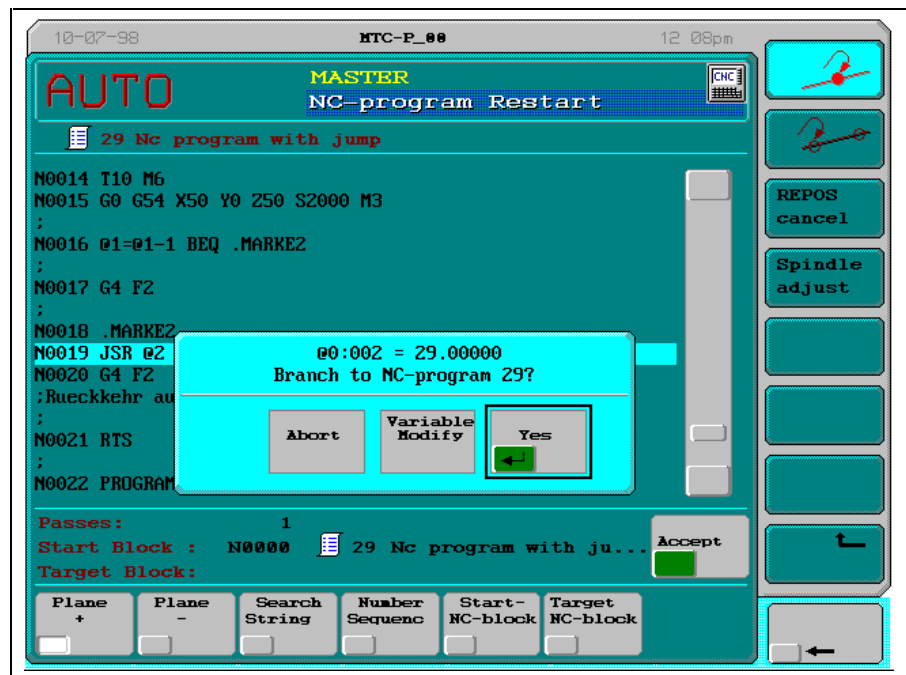 10-07-98 MTC-P_00 12 08pm
AUTO
MASTER
CNC
NC-program Restart
29 Nc program with jump
N0014 T10 M6
N0015 G0 G54 X50 Y0 Z50 S2000 M3
;
N0016 @1=@1-1 BEQ .MARKE2
;
N0017 G4 F2
;
N0018 .MARKE2
N0019 JSR @2
N0020 G4 F2
;Rueckkehr au
;
N0021 RTS
;
N0022 PROGRAM
@0:002 = 29.00000
Branch to NC-program 29?
Abort
Variable
Modify
Yes
Passes: 1
Start Block : N0000 29 Nc program with ju...
Target Block:
Accept
REPOS
cancel
Spindle
adjust
Plane
+
Plane
-
Search
String
Number
Sequenc
Start-
NC-block
Target
NC-block